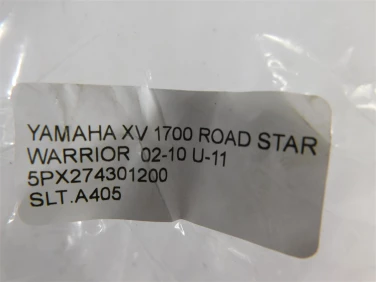 YAMAHA XV 1700 ROAD STAR
WARRIOR 02-10 U-11
5PX274301200
SLT.A405